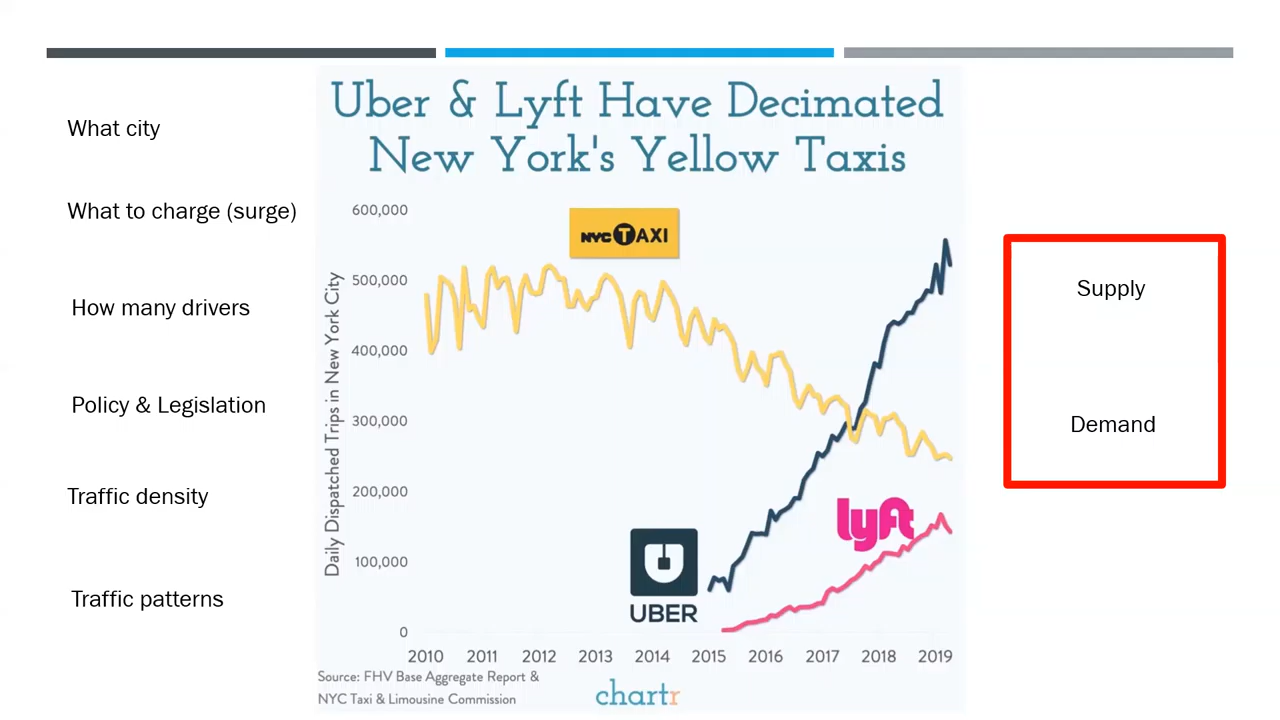 Uber & Lyft Have Decimated
New York's Yellow Taxis
What city
What to charge (surge)
How many drivers
Policy & Legislation
Traffic density
Traffic patterns
Daily Dispatched Trips in New York City
600,000
500,000
400,000
300,000
200,000
100,000
0
NYC TAXI
UBER
lyft
2010 2011 2012 2013 2014 2015 2016 2017 2018 2019
Source: FHV Base Aggregate Report &
NYC Taxi & Limousine Commission
chartr
Supply
Demand